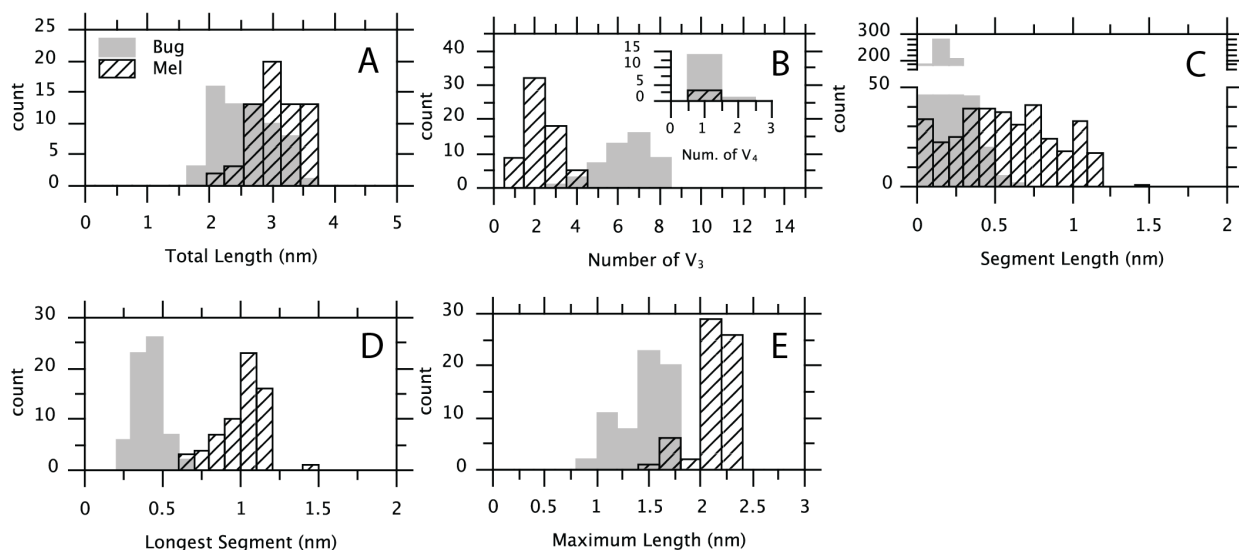 25
20
15
10
5
0
count
Bug
Mel
A
0 1 2 3 4 5
Total Length (nm)
40
30
20
10
0
count
B
15
10
5
0
0 1 2 3
Num. of V₄
0 2 4 6 8 10 12 14
Number of V₃
300
200
50
0
count
C
0 0.5 1 1.5 2
Segment Length (nm)
30
20
10
0
count
D
0 0.5 1 1.5 2
Longest Segment (nm)
30
20
10
0
count
E
0 0.5 1 1.5 2 2.5 3
Maximum Length (nm)